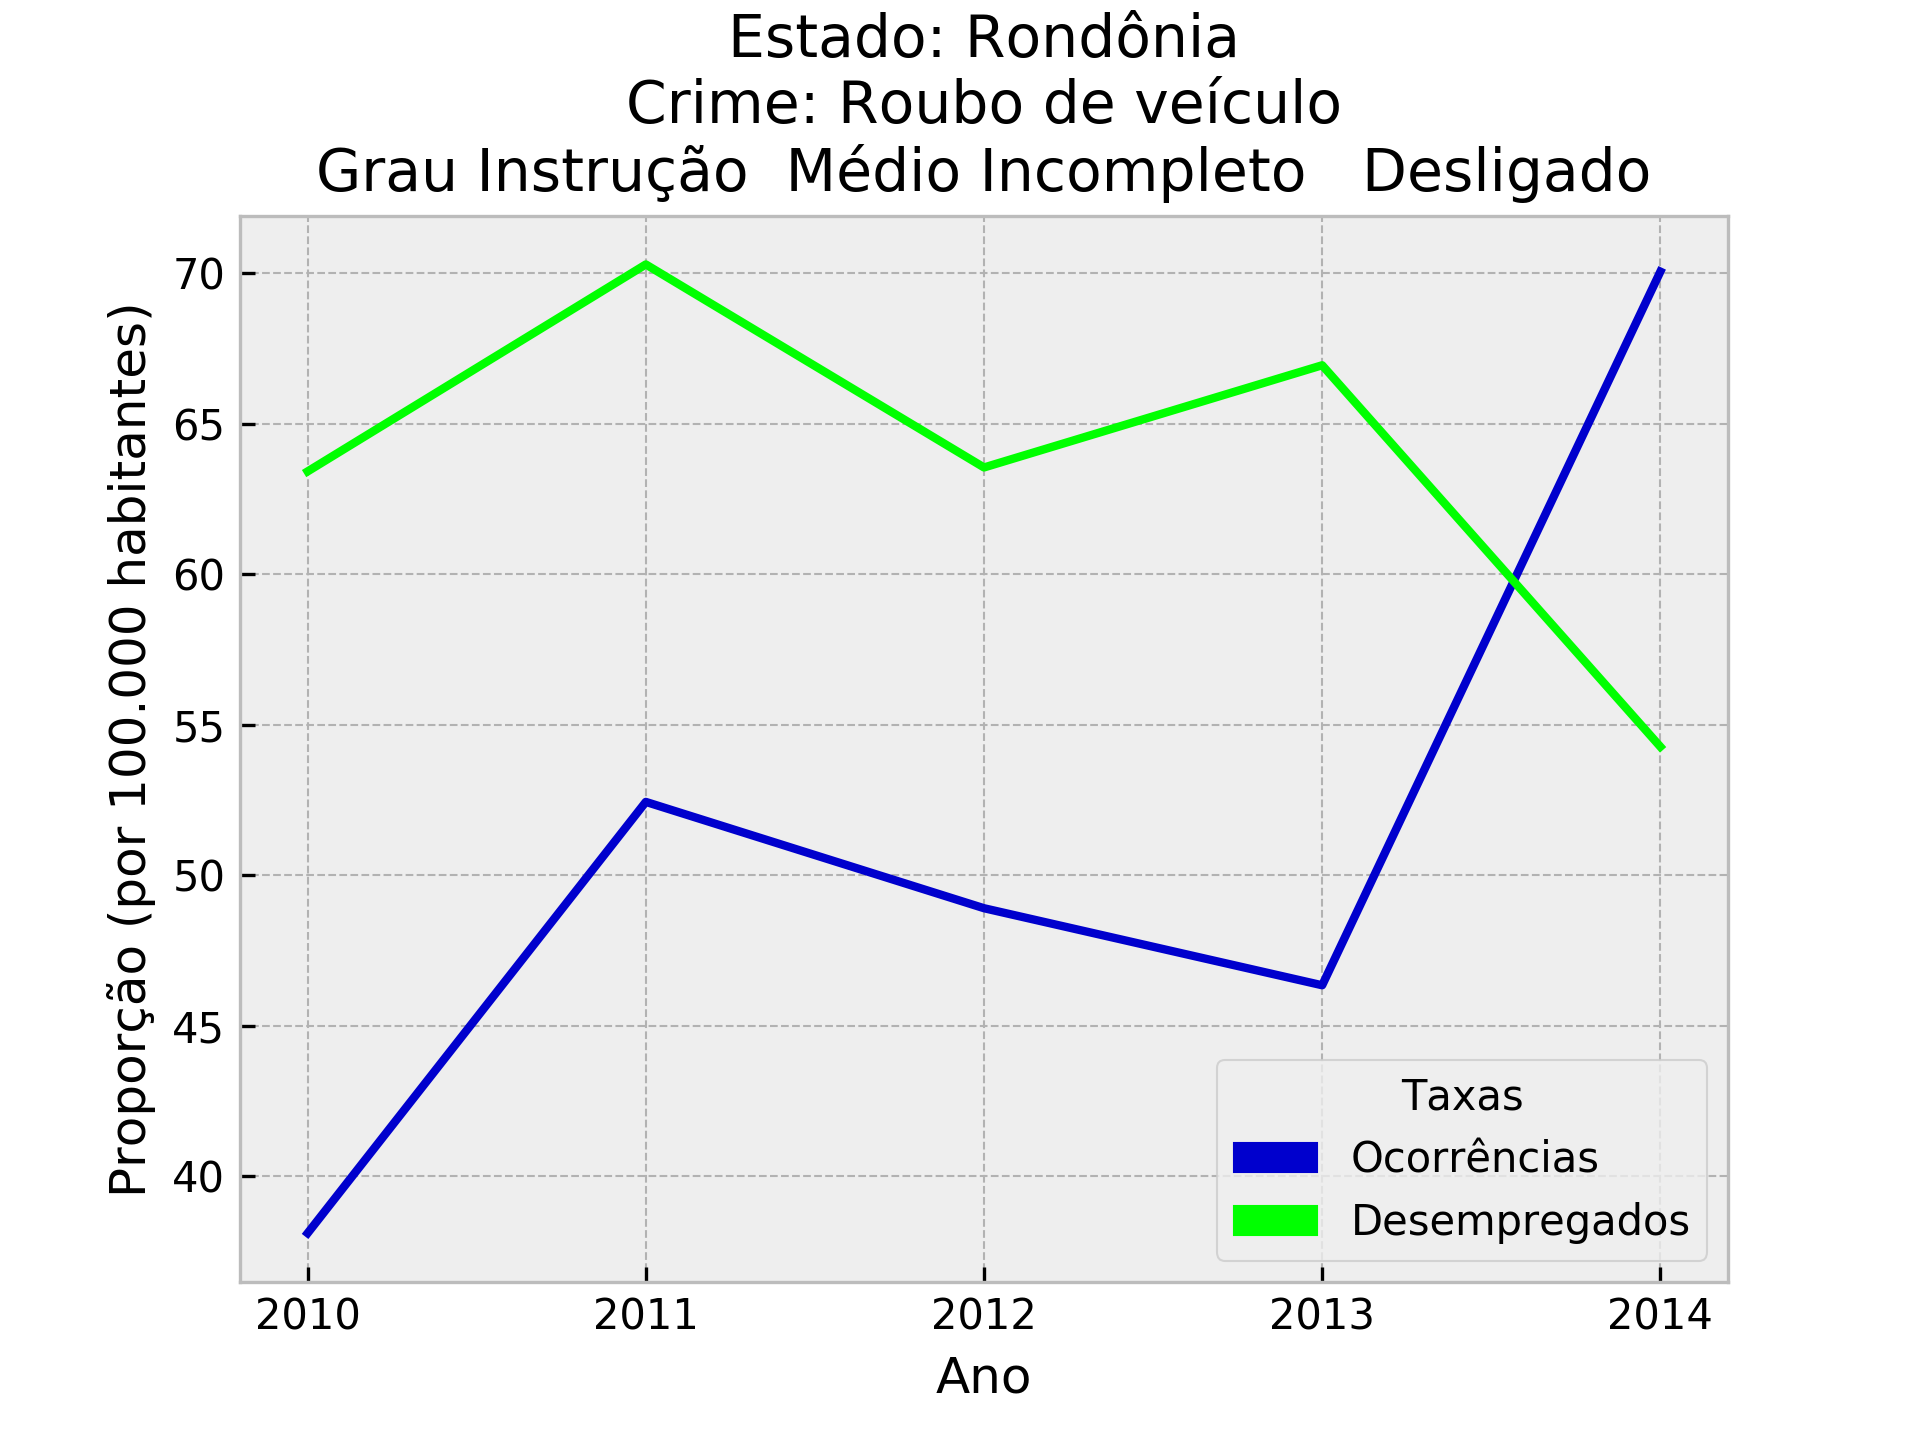 Estado: Rondônia
Crime: Roubo de veículo
Grau Instrução  Médio Incompleto   Desligado
Proporção (por 100.000 habitantes)
70
65
60
55
50
45
40
Taxas
Ocorrências
Desempregados
2010 2011 2012 2013 2014
Ano